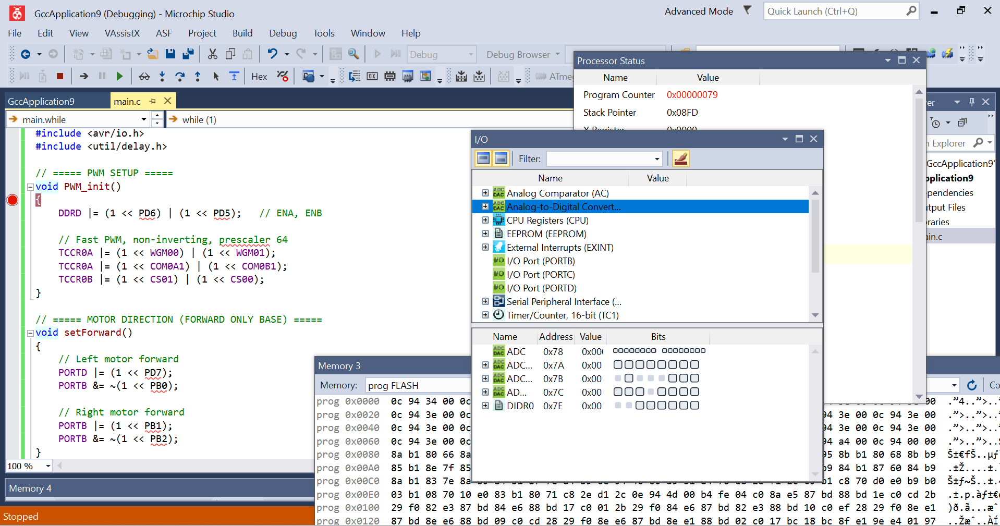 GccApplication9 (Debugging) - Microchip Studio
Advanced Mode
Quick Launch (Ctrl+Q)
File Edit View VAssistX ASF Project Build Debug Tools Window Help
Debug
Debug Browser
Hex
ATmeg
Processor Status
Name Value
Program Counter 0x00000079
Stack Pointer 0x08FD
X Register 0x0000
GccApplication9
main.c
main.while
while (1)
#include <avr/io.h>
#include <util/delay.h>
// ===== PWM SETUP =====
void PWM_init()
{
DDRD |= (1 << PD6) | (1 << PD5); // ENA, ENB
// Fast PWM, non-inverting, prescaler 64
TCCR0A |= (1 << WGM00) | (1 << WGM01);
TCCR0A |= (1 << COM0A1) | (1 << COM0B1);
TCCR0B |= (1 << CS01) | (1 << CS00);
}
// ===== MOTOR DIRECTION (FORWARD ONLY BASE) =====
void setForward()
{
// Left motor forward
PORTD |= (1 << PD7);
PORTB &= ~(1 << PB0);
// Right motor forward
PORTB |= (1 << PB1);
PORTB &= ~(1 << PB2);
}
100 %
Memory 4
Stopped
I/O
Filter:
Name Value
Analog Comparator (AC)
Analog-to-Digital Convert...
CPU Registers (CPU)
EEPROM (EEPROM)
External Interrupts (EXINT)
I/O Port (PORTB)
I/O Port (PORTC)
I/O Port (PORTD)
Serial Peripheral Interface (...
Timer/Counter, 16-bit (TC1)
Name Address Value Bits
ADC 0x78 0x000
ADC... 0x7A 0x00
ADC... 0x7B 0x00
AD... 0x7C 0x00
DIDR0 0x7E 0x00
er
n Explorer
GccApplication9'
pplication9
pendencies
tput Files
raries
ain.c
Memory 3
Memory: prog FLASH
Co
prog 0x0000 0c 94 34 00 0c
prog 0x0020 0c 94 3e 00 0c 94 3e 00 0c 94 3e 00
prog 0x0040 0c 94 3e 00 0c 94 3e 00 0c 94 3e 00
prog 0x0060 0c 94 3e 00 0c 94 a4 00 0c 94 00 00
prog 0x0080 8a b1 80 66 8a 95 8b b1 80 68 8b b9
prog 0x00A0 85 b1 8e 7f 85 b9 84 b1 87 60 84 b9
prog 0x00C0 8a b1 83 7e 8a b1 c8 70 d0 e0 b9 b0
prog 0x00E0 03 b1 08 70 10 e0 83 b1 80 71 c8 2e d1 2c 0e 94 4d 00 b4 fe 04 c0 8a e5 87 bd 88 bd 1e c0 cd 2b
prog 0x0100 29 f0 82 e3 87 bd 84 e6 88 bd 17 c0 01 2b 29 f0 84 e6 87 bd 82 e3 88 bd 10 c0 ef 28 29 f0 8e e1
prog 0x0120 87 bd 8e e6 88 bd 09 c0 cd 28 29 f0 8e e6 87 bd 8e e1 88 bd 02 c0 17 bc 18 bc 8f e1 9e e4 01 97